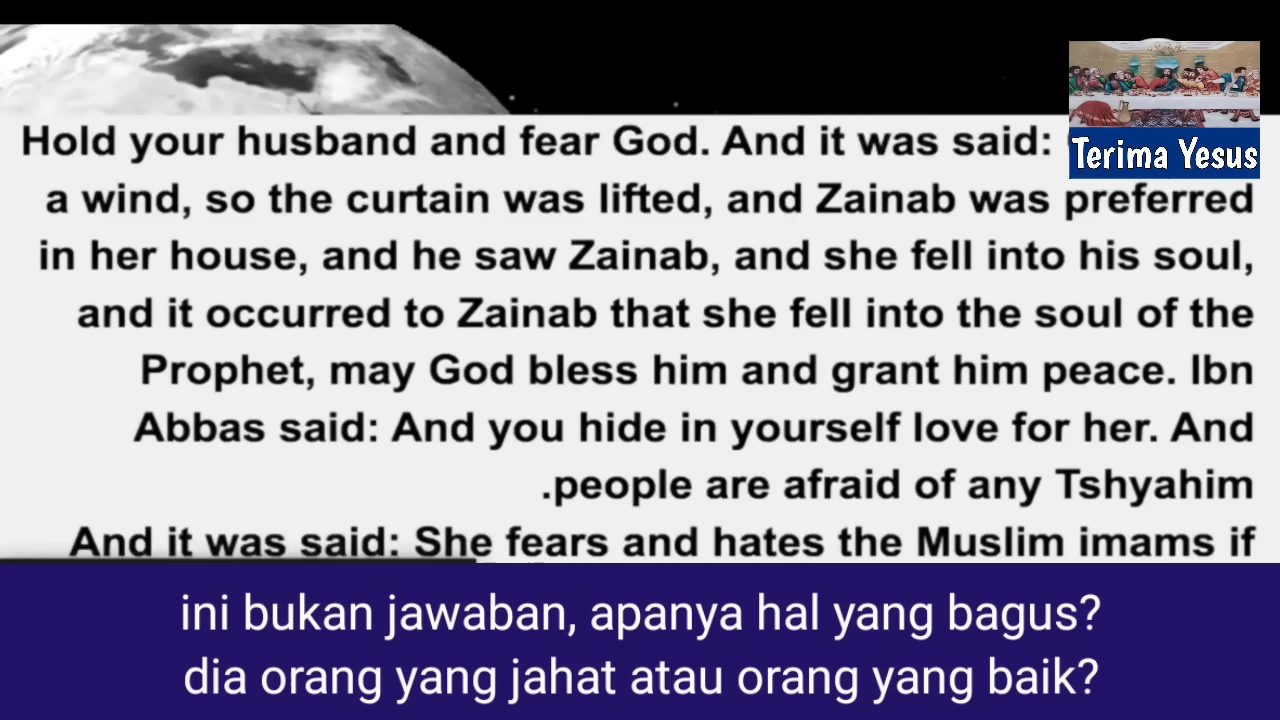 Terima Yesus
Hold your husband and fear God. And it was said:
a wind, so the curtain was lifted, and Zainab was preferred
in her house, and he saw Zainab, and she fell into his soul,
and it occurred to Zainab that she fell into the soul of the
Prophet, may God bless him and grant him peace. Ibn
Abbas said: And you hide in yourself love for her. And
.people are afraid of any Tshyahim
And it was said: She fears and hates the Muslim imams if
ini bukan jawaban, apanya hal yang bagus?
dia orang yang jahat atau orang yang baik?